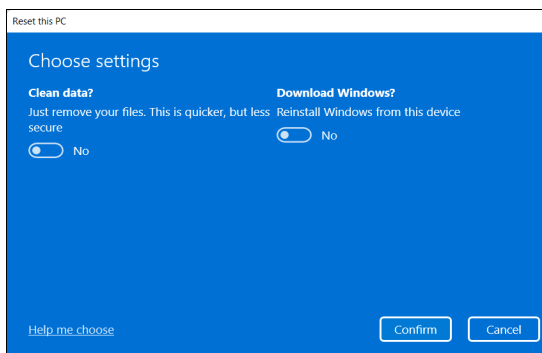 Reset this PC
Choose settings
Clean data?
Just remove your files. This is quicker, but less
secure
No
Download Windows?
Reinstall Windows from this device
No
Help me choose
Confirm
Cancel